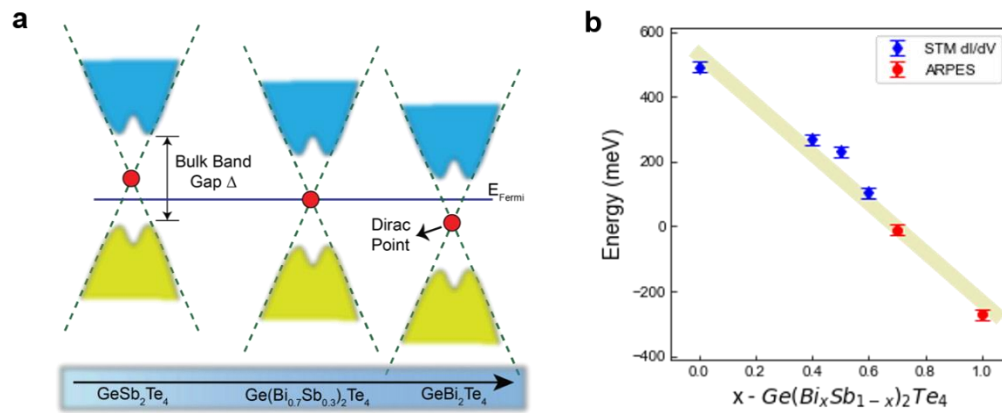 a
Bulk Band
Gap Δ
E_Fermi
Dirac
Point
GeSb₂Te₄
Ge(Bi₀.₇Sb₀.₃)₂Te₄
GeBi₂Te₄
b
600
400
200
0
−200
−400
Energy (meV)
STM dI/dV
ARPES
0.0 0.2 0.4 0.6 0.8 1.0
x - Ge(BiₓSb₁₋ₓ)₂Te₄